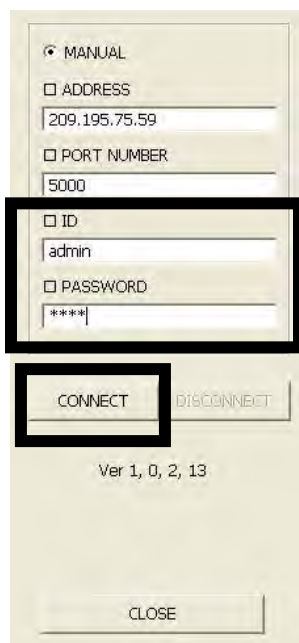 MANUAL
ADDRESS
209.195.75.59
PORT NUMBER
5000
ID
admin
PASSWORD
****
CONNECT DISCONNECT
Ver 1, 0, 2, 13
CLOSE